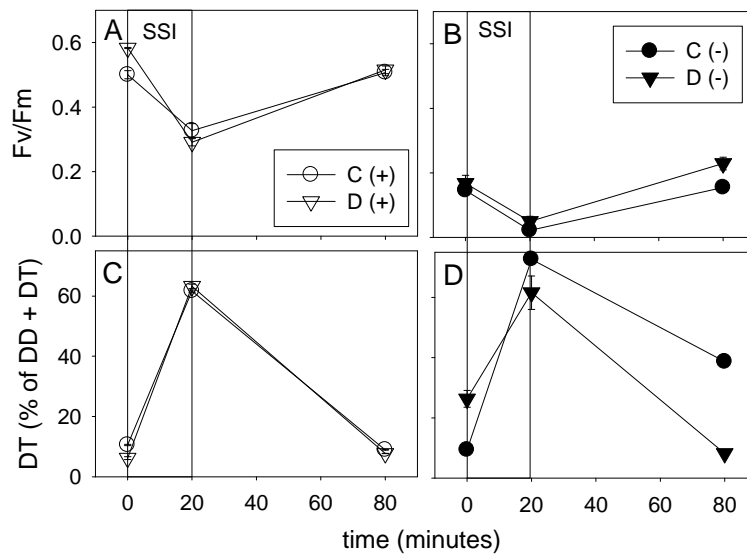 A SSI
B SSI
C (-)
D (-)
0.6
0.4
0.2
0.0
Fv/Fm
C (+)
D (+)
C
D
60
40
20
0
DT (% of DD + DT)
0 20 40 60 80
0 20 40 60 80
time (minutes)